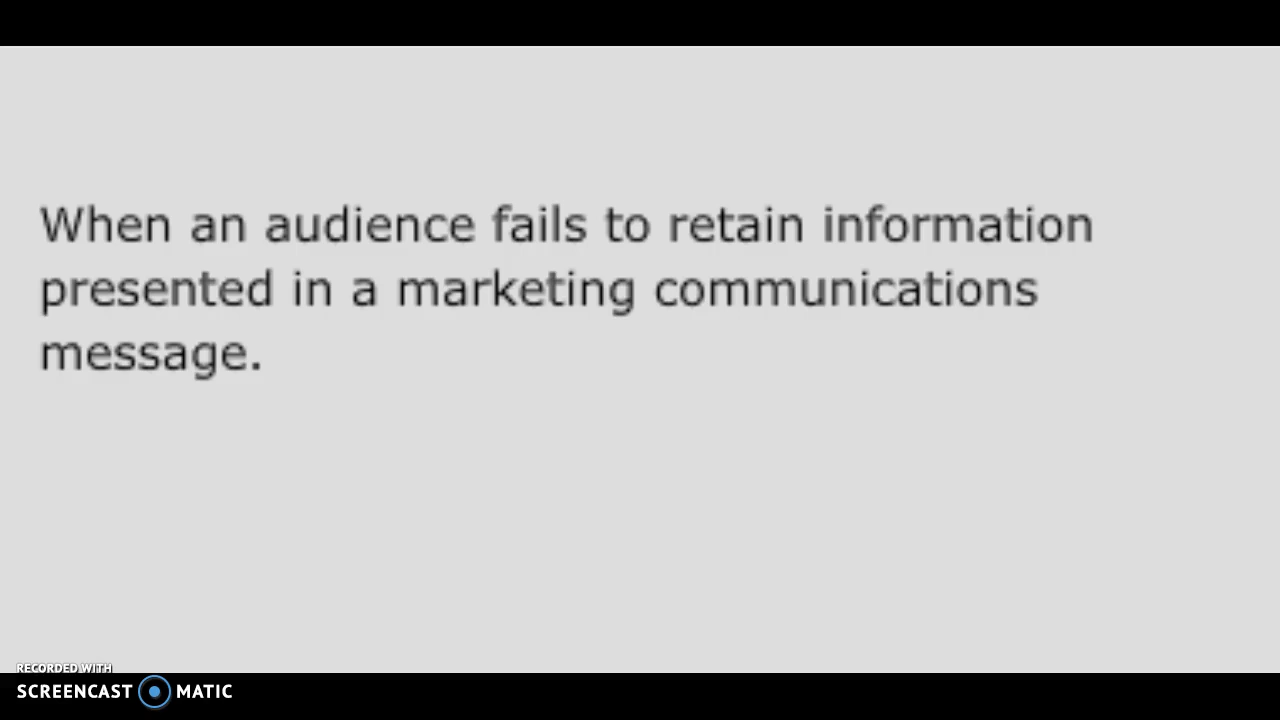 When an audience fails to retain information
presented in a marketing communications
message.
RECORDED WITH
SCREENCAST MATIC